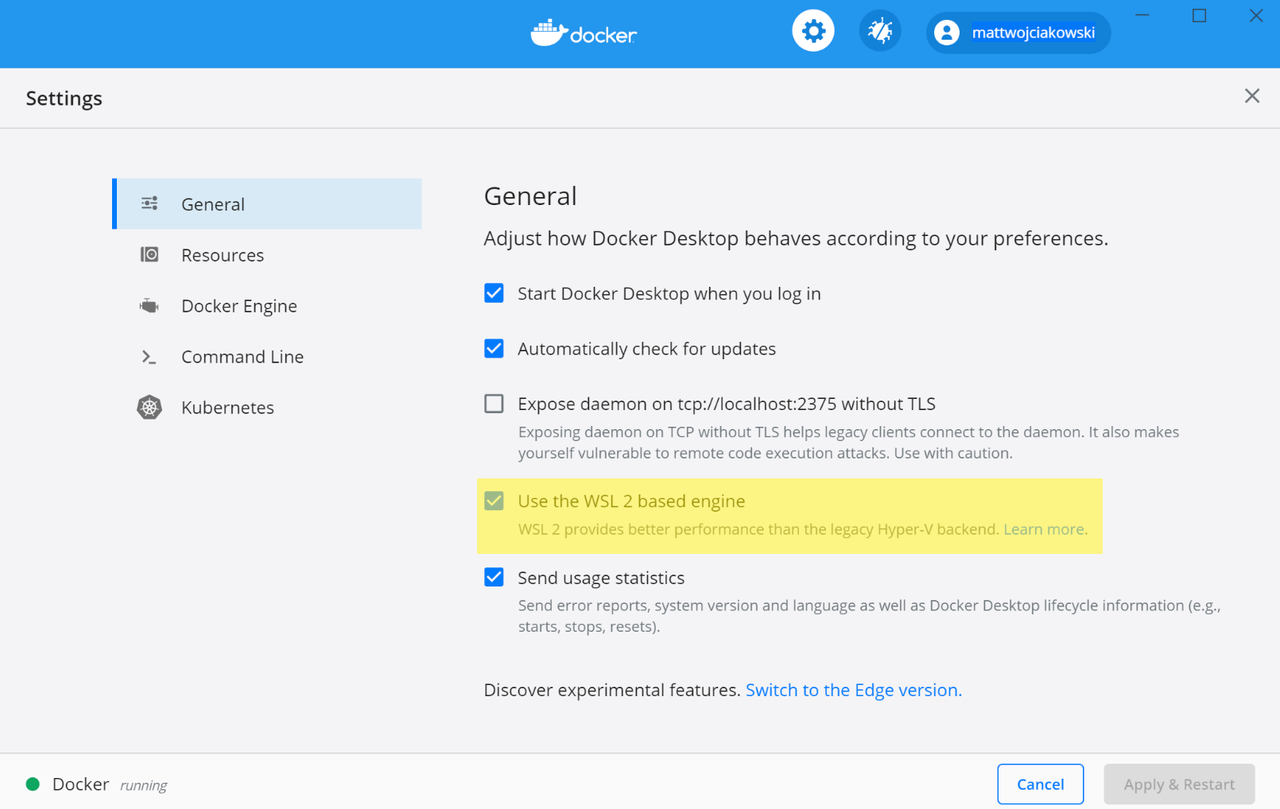 docker
mattwojciakowski
Settings
General
Resources
Docker Engine
Command Line
Kubernetes
General
Adjust how Docker Desktop behaves according to your preferences.
Start Docker Desktop when you log in
Automatically check for updates
Expose daemon on tcp://localhost:2375 without TLS
Exposing daemon on TCP without TLS helps legacy clients connect to the daemon. It also makes
yourself vulnerable to remote code execution attacks. Use with caution.
Use the WSL 2 based engine
WSL 2 provides better performance than the legacy Hyper-V backend. Learn more.
Send usage statistics
Send error reports, system version and language as well as Docker Desktop lifecycle information (e.g.,
starts, stops, resets).
Discover experimental features. Switch to the Edge version.
Docker running
Cancel
Apply & Restart